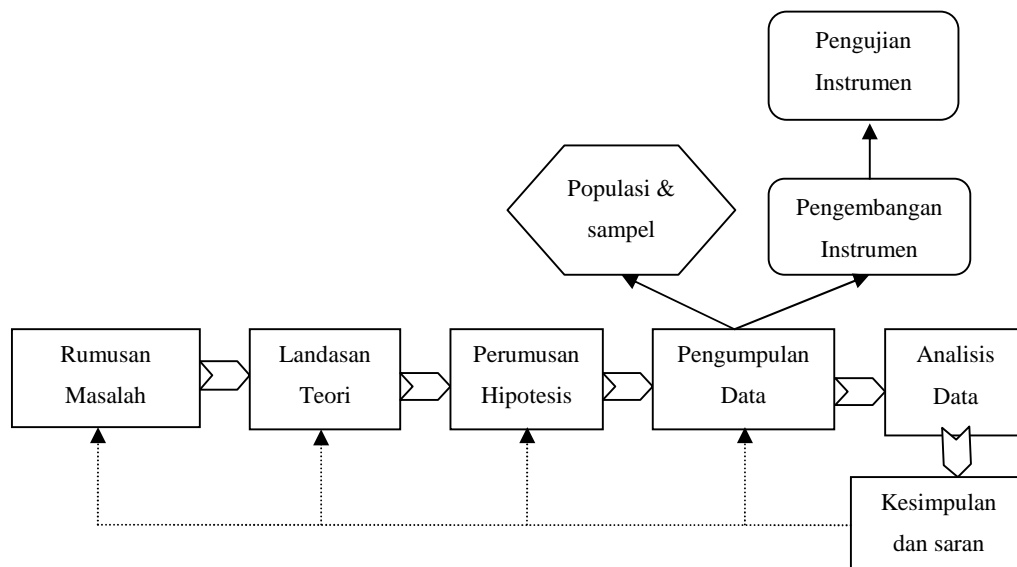 Pengujian
Instrumen
Populasi &
sampel
Pengembangan
Instrumen
Rumusan
Masalah
Landasan
Teori
Perumusan
Hipotesis
Pengumpulan
Data
Analisis
Data
Kesimpulan
dan saran